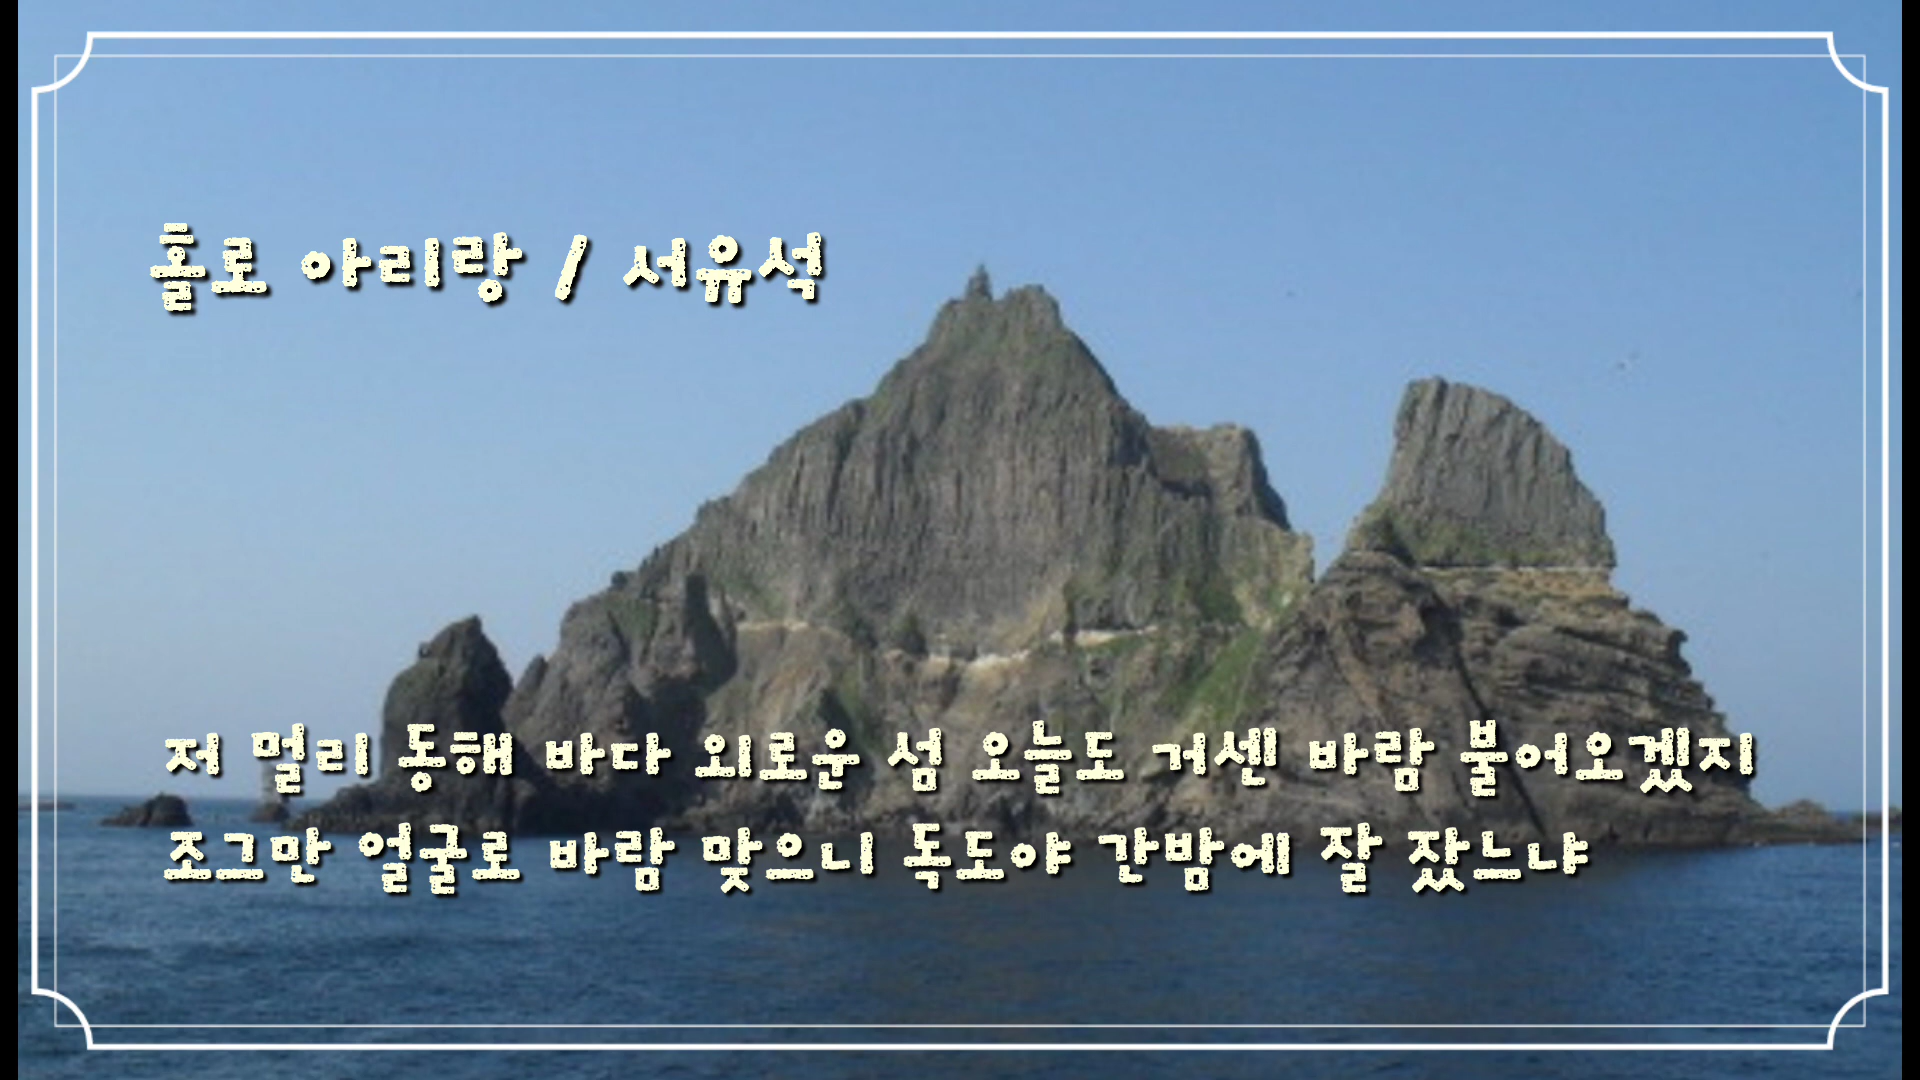 홀로 아리랑 / 서유석
저 멀리 동해 바다 외로운 섬 오늘도 거센 바람 불어오겠지
조그만 얼굴로 바람 맞으니 독도야 간밤에 잘 잤느냐